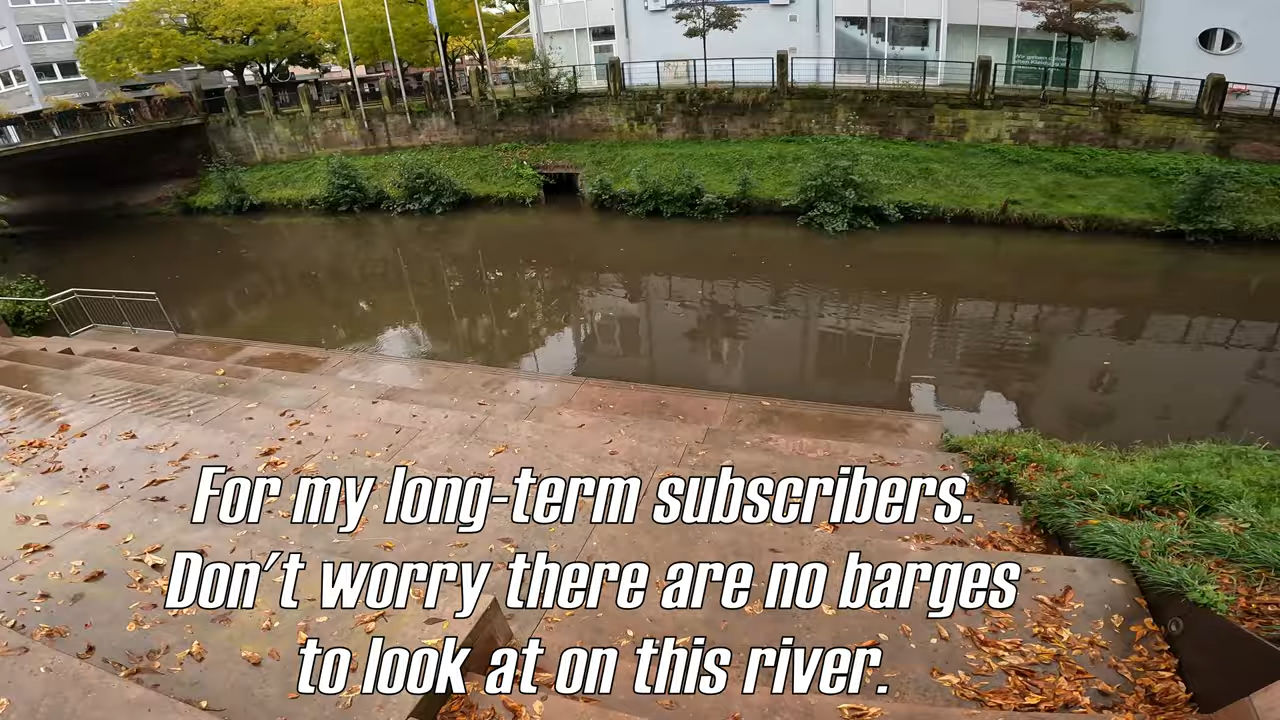 For my long-term subscribers.
Don't worry there are no barges
to look at on this river.